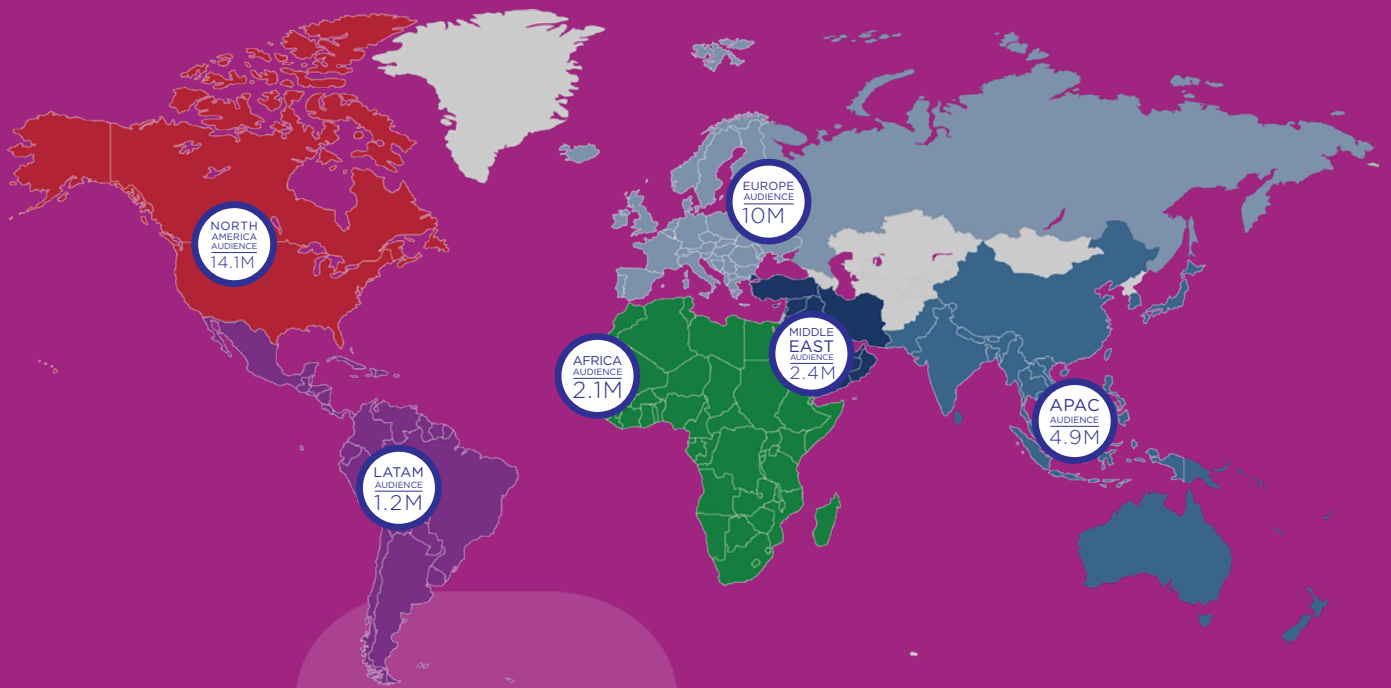 NORTH
AMERICA
AUDIENCE
14.1M
EUROPE
AUDIENCE
10M
AFRICA
AUDIENCE
2.1M
MIDDLE
EAST
AUDIENCE
2.4M
APAC
AUDIENCE
4.9M
LATAM
AUDIENCE
1.2M